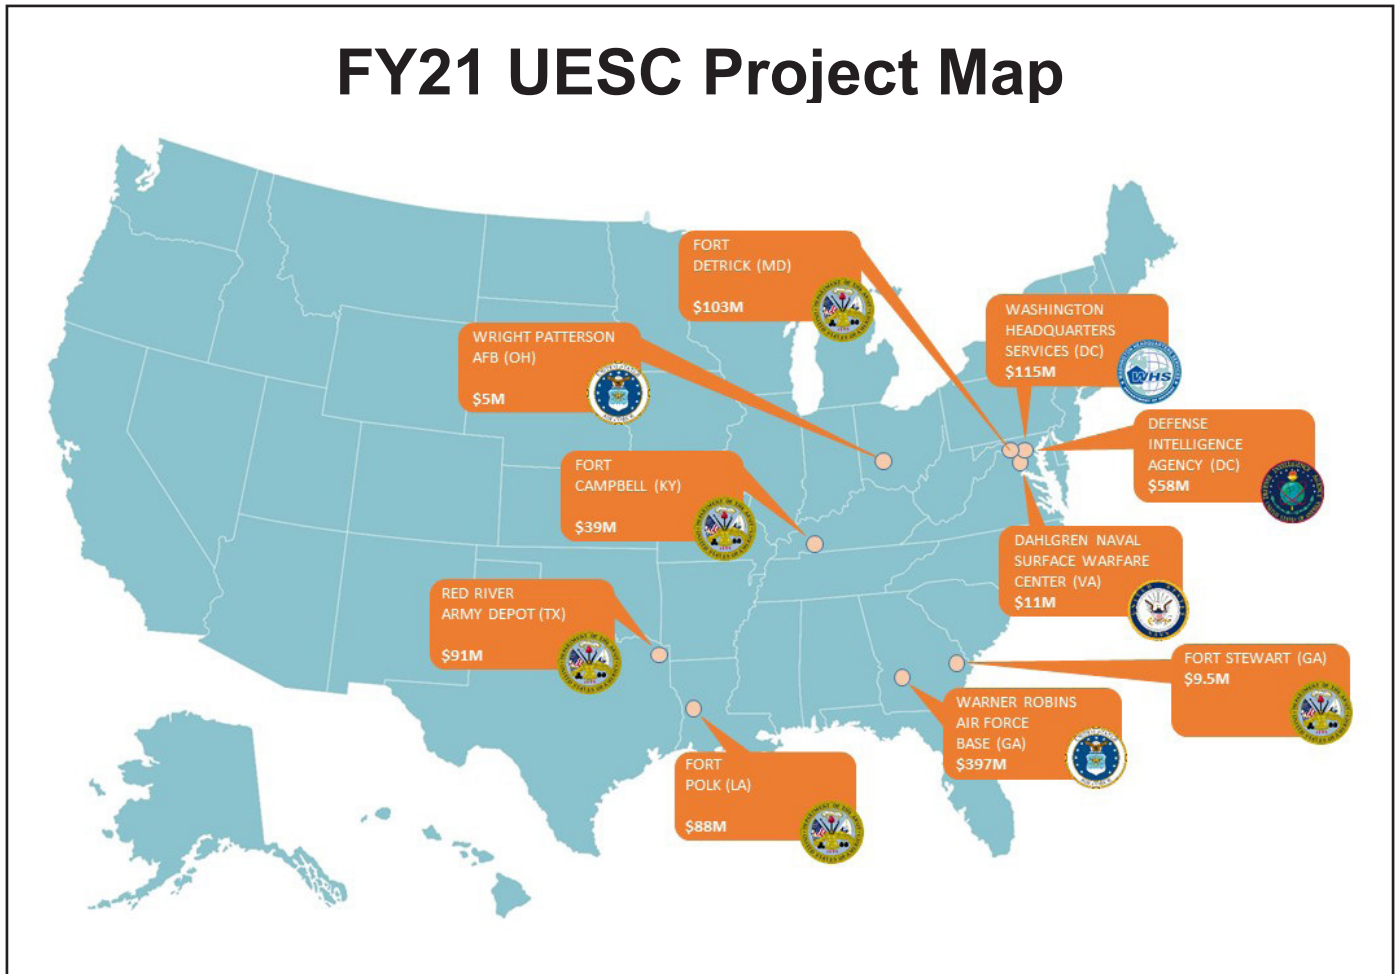 FY21 UESC Project Map
FORT
DETRICK (MD)
$103M
WASHINGTON
HEADQUARTERS
SERVICES (DC)
$115M
WHS
WRIGHT PATTERSON
AFB (OH)
$5M
DEFENSE
INTELLIGENCE
AGENCY (DC)
$58M
FORT
CAMPBELL (KY)
$39M
DAHLGREN NAVAL
SURFACE WARFARE
CENTER (VA)
$11M
RED RIVER
ARMY DEPOT (TX)
$91M
FORT STEWART (GA)
$9.5M
WARNER ROBINS
AIR FORCE
BASE (GA)
$397M
FORT
POLK (LA)
$88M